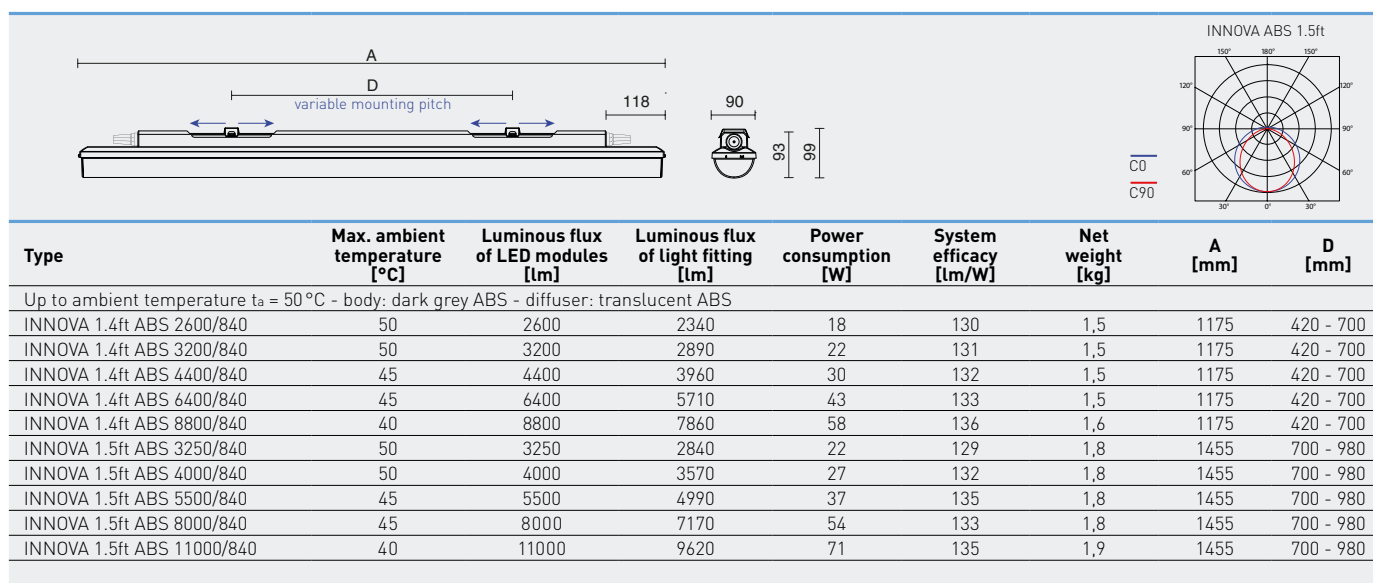 INNOVA ABS 1.5ft
A
D
variable mounting pitch
118
90
93
99
150° 180° 150°
120° 120°
90° 90°
60° 60°
30° 0° 30°
C0
C90
Type Max. ambient temperature [°C] Luminous flux of LED modules [lm] Luminous flux of light fitting [lm] Power consumption [W] System efficacy [lm/W] Net weight [kg] A [mm] D [mm]
Up to ambient temperature ta = 50°C - body: dark grey ABS - diffuser: translucent ABS
INNOVA 1.4ft ABS 2600/840 50 2600 2340 18 130 1,5 1175 420 - 700
INNOVA 1.4ft ABS 3200/840 50 3200 2890 22 131 1,5 1175 420 - 700
INNOVA 1.4ft ABS 4400/840 45 4400 3960 30 132 1,5 1175 420 - 700
INNOVA 1.4ft ABS 6400/840 45 6400 5710 43 133 1,5 1175 420 - 700
INNOVA 1.4ft ABS 8800/840 40 8800 7860 58 136 1,6 1175 420 - 700
INNOVA 1.5ft ABS 3250/840 50 3250 2840 22 129 1,8 1455 700 - 980
INNOVA 1.5ft ABS 4000/840 50 4000 3570 27 132 1,8 1455 700 - 980
INNOVA 1.5ft ABS 5500/840 45 5500 4990 37 135 1,8 1455 700 - 980
INNOVA 1.5ft ABS 8000/840 45 8000 7170 54 133 1,8 1455 700 - 980
INNOVA 1.5ft ABS 11000/840 40 11000 9620 71 135 1,9 1455 700 - 980